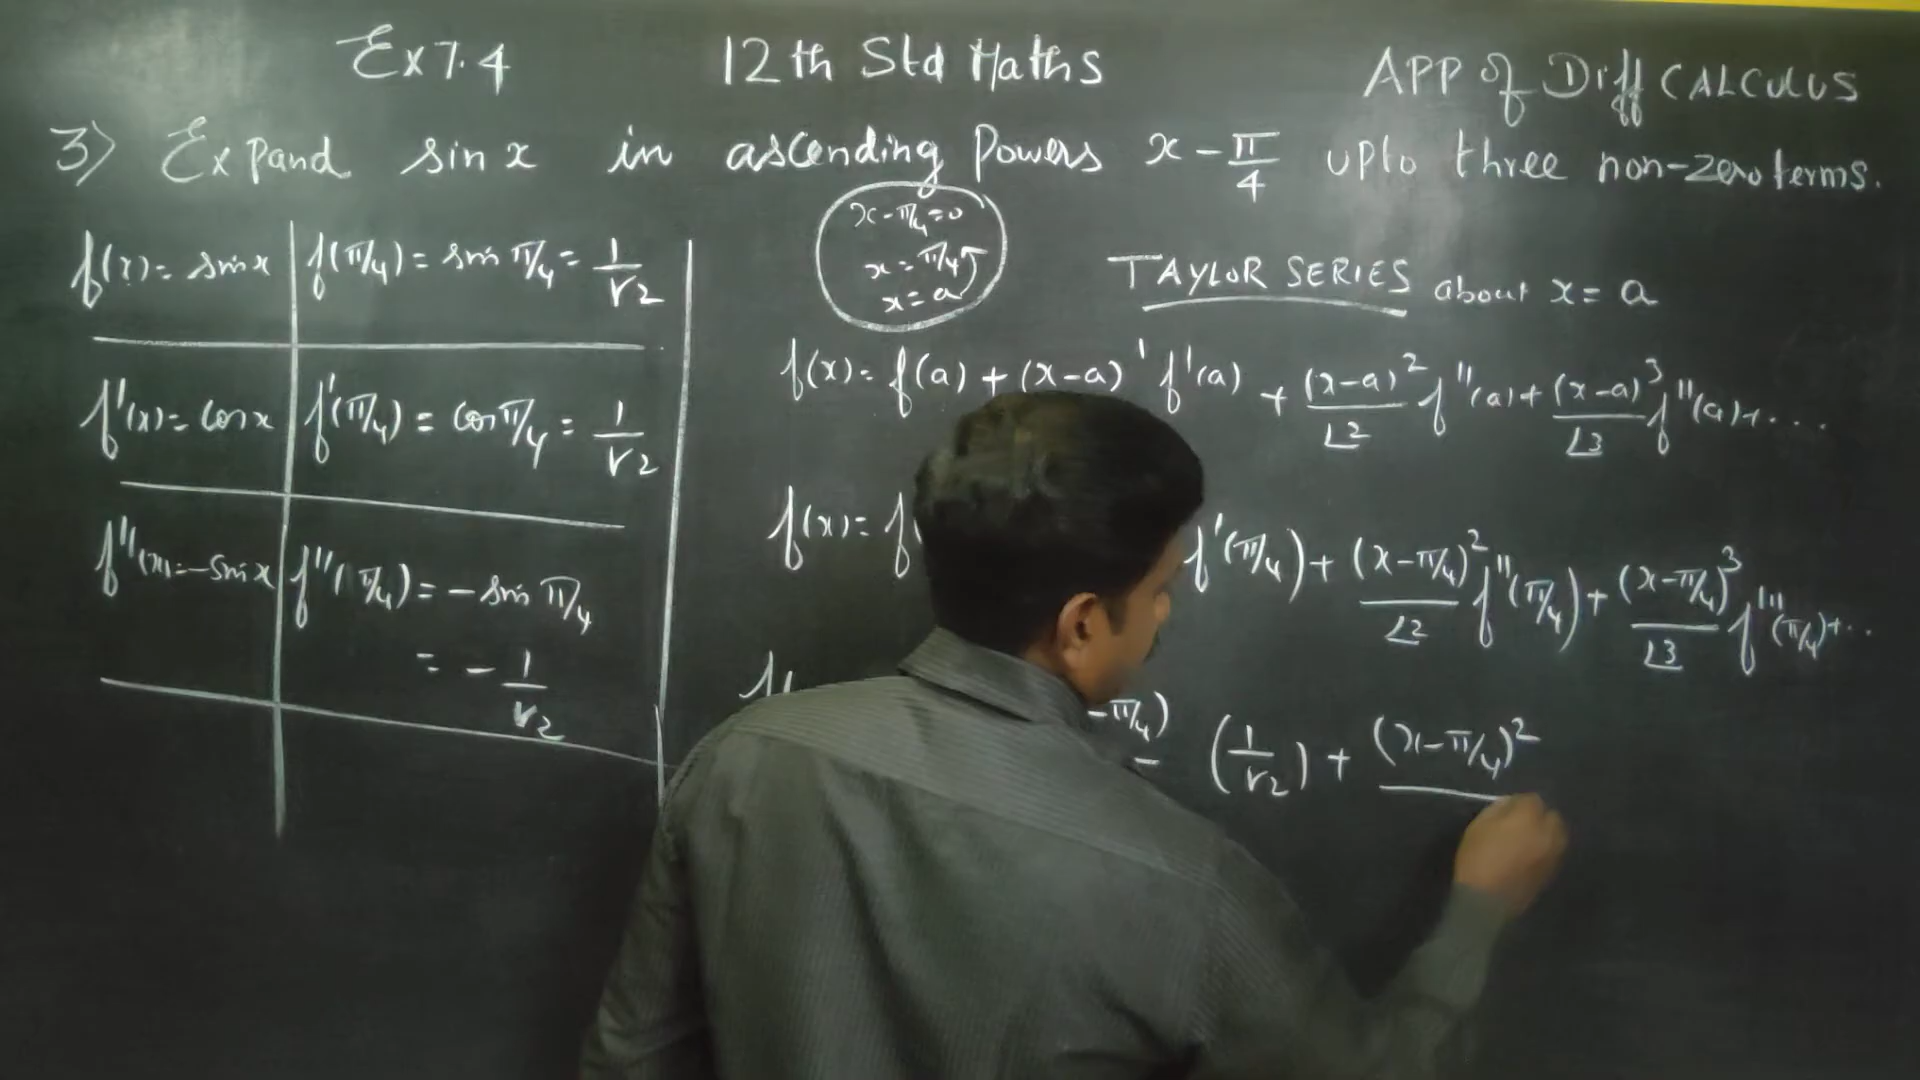 Ex 7.4 12th Std Maths APP of Diff CALCULUS
3) Expand sin x in ascending Powers x - π/4 upto three non-zero terms.
x - π/4 = 0
x = π/4
x = a
f(x) = sin x f(π/4) = sin π/4 = 1/√2
f'(x) = cos x f'(π/4) = cos π/4 = 1/√2
f''(x) = - sin x f''(π/4) = - sin π/4
= - 1/√2
TAYLOR SERIES about x = a
f(x) = f(a) + (x-a)' f'(a) + (x-a)²/∠2 f''(a) + (x-a)³/∠3 f''(a) + ....
f(x) = f( f'(π/4) + (x-π/4)²/∠2 f''(π/4) + (x-π/4)³/∠3 f'''(π/4) + ..
-π/4) (1/√2) + (x-π/4)²